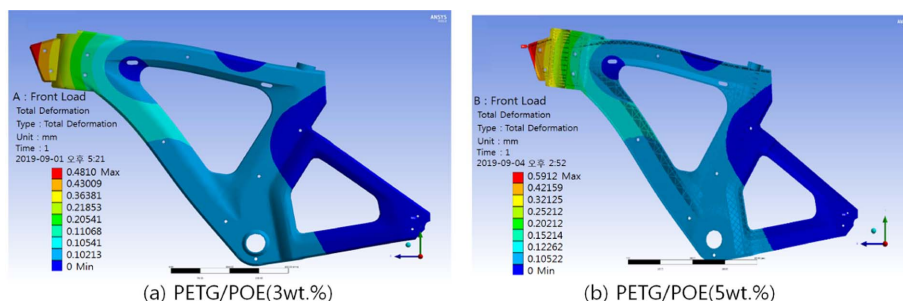 ANSYS
A : Front Load
Total Deformation
Type : Total Deformation
Unit : mm
Time : 1
2019-09-01 오후 5:21
0.4810 Max
0.43009
0.36381
0.21853
0.20541
0.11068
0.10541
0.10213
0 Min
(a) PETG/POE(3wt.%)
ANSYS
B : Front Load
Total Deformation
Type : Total Deformation
Unit : mm
Time : 1
2019-09-04 오후 2:52
0.5912 Max
0.42159
0.32125
0.25212
0.20212
0.15214
0.12262
0.10522
0 Min
(b) PETG/POE(5wt.%)